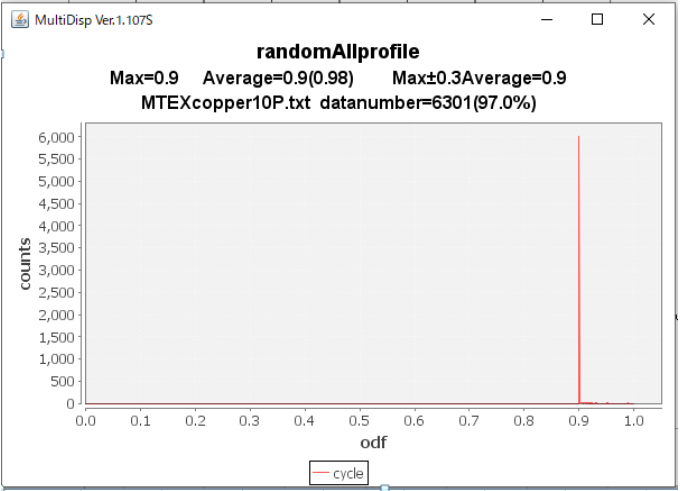 MultiDisp Ver.1.107S
randomAllprofile
Max=0.9 Average=0.9(0.98) Max±0.3Average=0.9
MTEXcopper10P.txt datanumber=6301(97.0%)
counts
6,000
5,500
5,000
4,500
4,000
3,500
3,000
2,500
2,000
1,500
1,000
500
0
0.0 0.1 0.2 0.3 0.4 0.5 0.6 0.7 0.8 0.9 1.0
odf
cycle